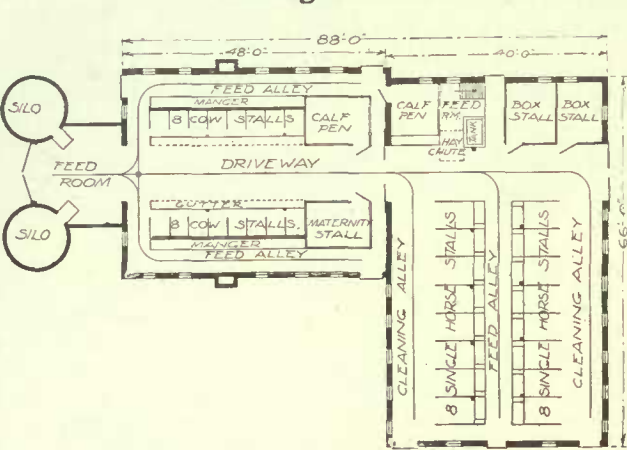 88'-0"
48'-0"
40'-0"
SILO
FEED ALLEY
MANGER
8 COW STALLS
CALF
PEN
CALF
PEN
FEED
RM.
TANK
HAY
CHUTE
BOX
STALL
BOX
STALL
FEED
ROOM
DRIVEWAY
GUTTER
8 COW STALLS.
MATERNITY
STALL
MANGER
FEED ALLEY
SILO
CLEANING ALLEY
8 SINGLE HORSE STALLS
FEED ALLEY
8 SINGLE HORSE STALLS
CLEANING ALLEY
66'-0"